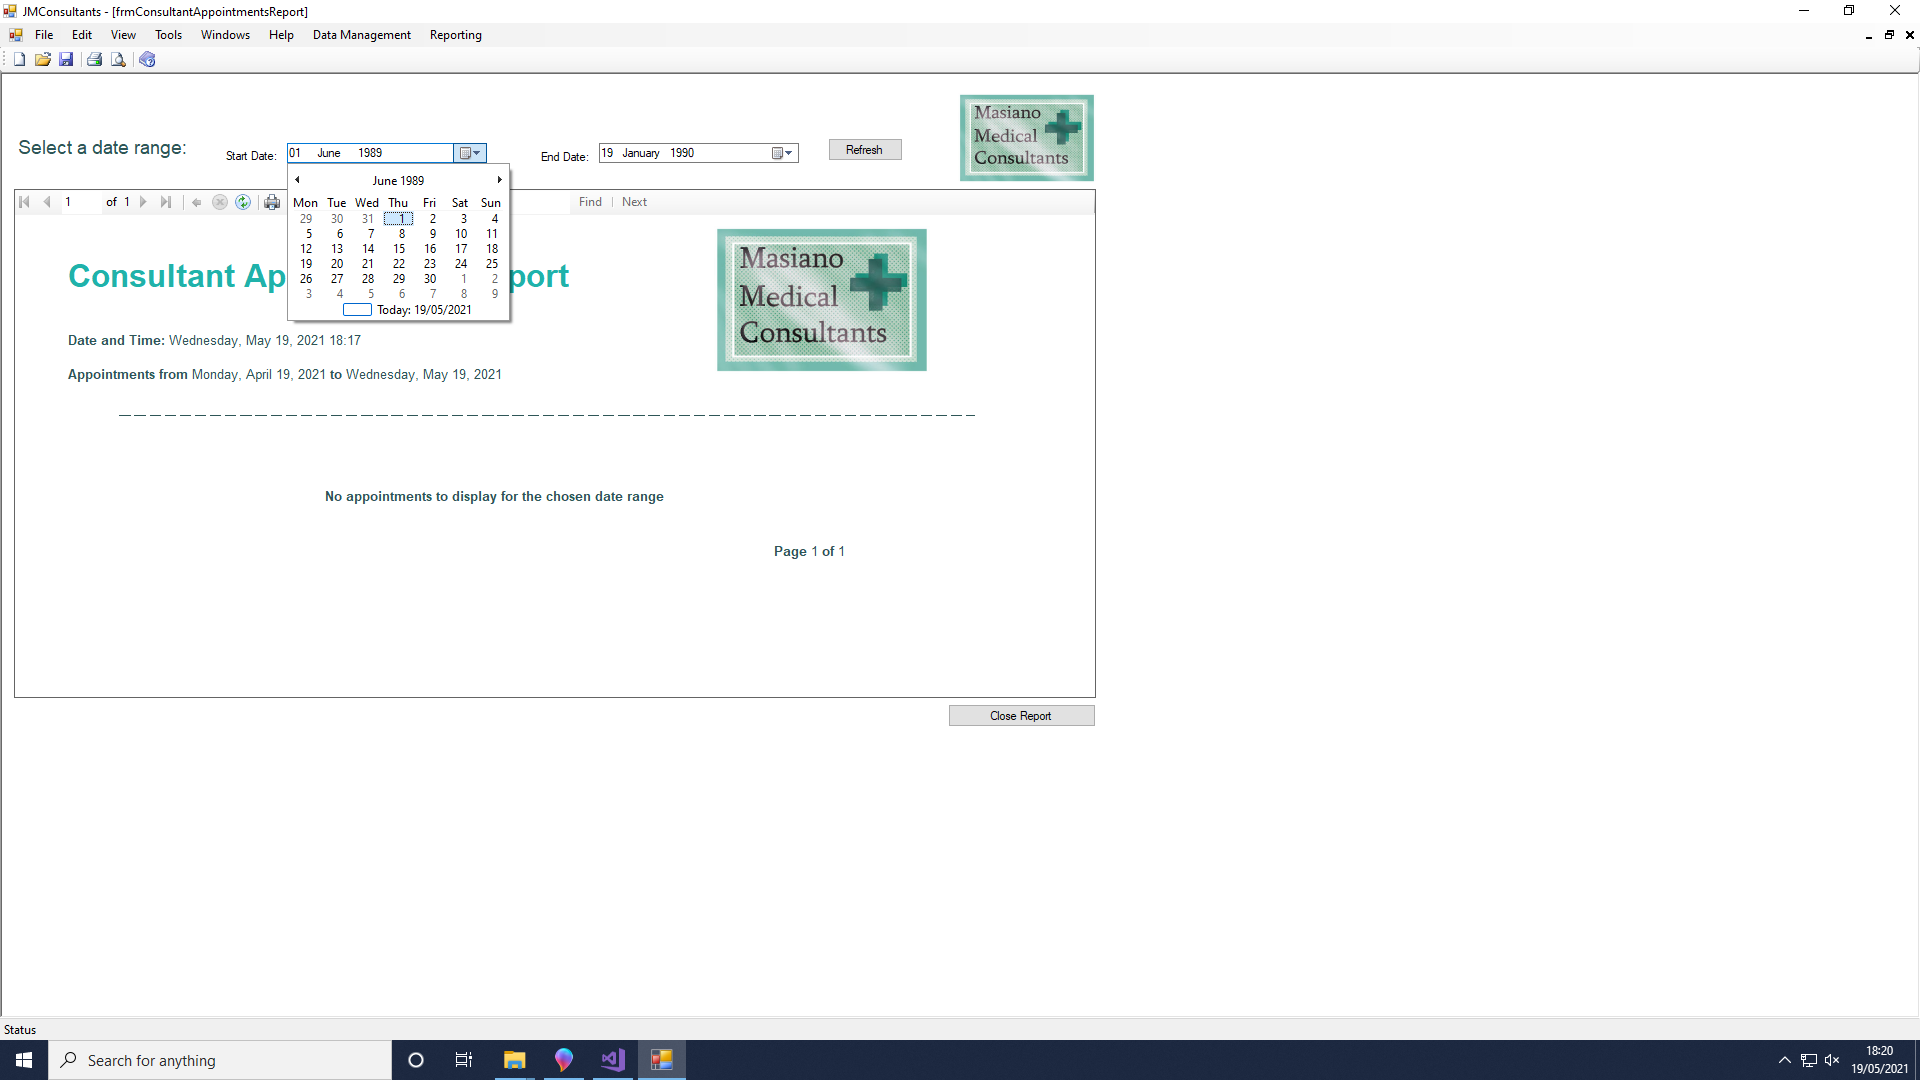 JMConsultants - [frmConsultantAppointmentsReport]
File Edit View Tools Windows Help Data Management Reporting
Masiano
Medical
Consultants
Select a date range:
Start Date: 01 June 1989
End Date: 19 January 1990
Refresh
June 1989
Mon Tue Wed Thu Fri Sat Sun
29 30 31 1 2 3 4
5 6 7 8 9 10 11
12 13 14 15 16 17 18
19 20 21 22 23 24 25
26 27 28 29 30 1 2
3 4 5 6 7 8 9
Today: 19/05/2021
1 of 1
Find | Next
Consultant Ap port
Masiano
Medical
Consultants
Date and Time: Wednesday, May 19, 2021 18:17
Appointments from Monday, April 19, 2021 to Wednesday, May 19, 2021
No appointments to display for the chosen date range
Page 1 of 1
Close Report
Status
Search for anything
18:20
19/05/2021